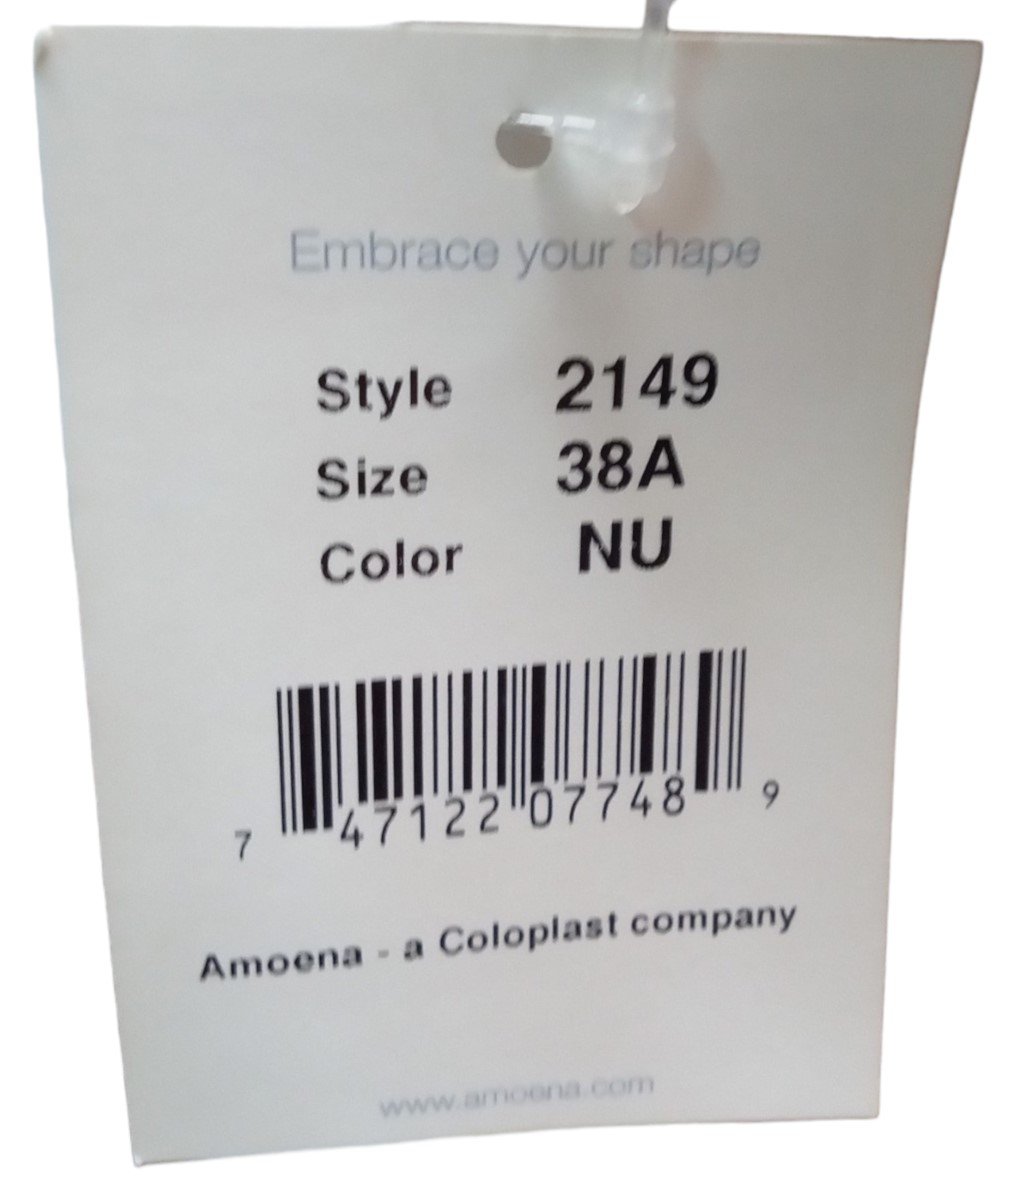 Embrace your shape
Style 2149
Size 38A
Color NU
7 47122 07748 9
Amoena - a Coloplast company
www.amoena.com